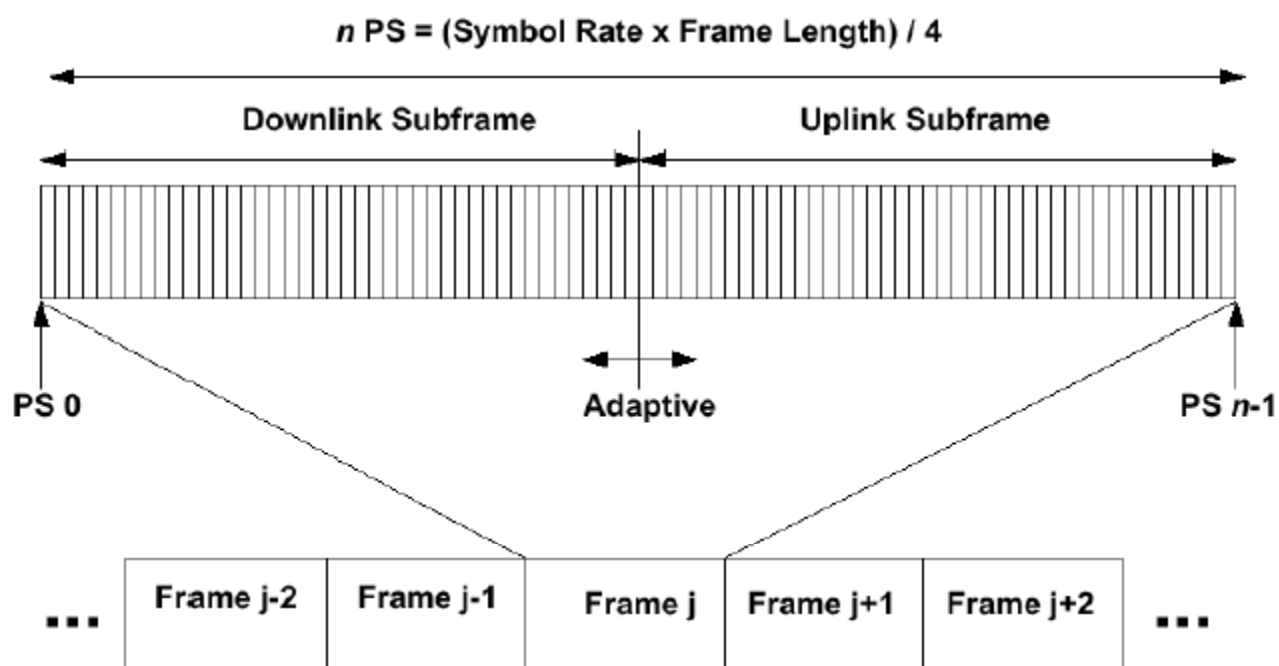 n PS = (Symbol Rate x Frame Length) / 4
Downlink Subframe
Uplink Subframe
PS 0
Adaptive
PS n-1
... Frame j-2 Frame j-1 Frame j Frame j+1 Frame j+2 ...